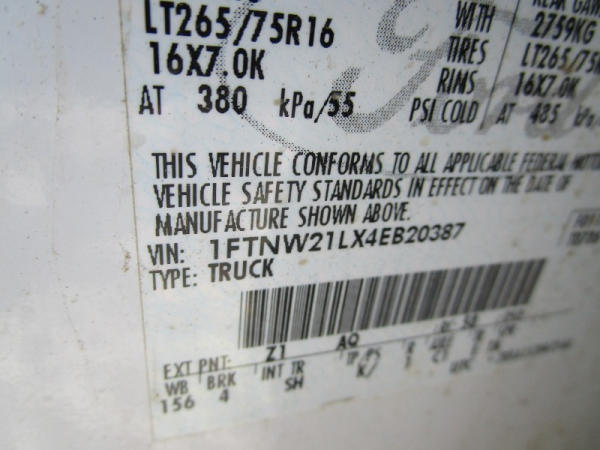 LT265/75R16
16X7.0K
AT 380 kPa/55
WITH 2759KG
TIRES LT265/75
RIMS 16X7.0K
PSI COLD AT 485
THIS VEHICLE CONFORMS TO ALL APPLICABLE FEDERAL
VEHICLE SAFETY STANDARDS IN EFFECT ON THE DATE OF
MANUFACTURE SHOWN ABOVE.
VIN: 1FTNW21LX4EB20387
TYPE: TRUCK
EXT PNT: Z1 AQ
WB BRK INT TR
156 4 SH